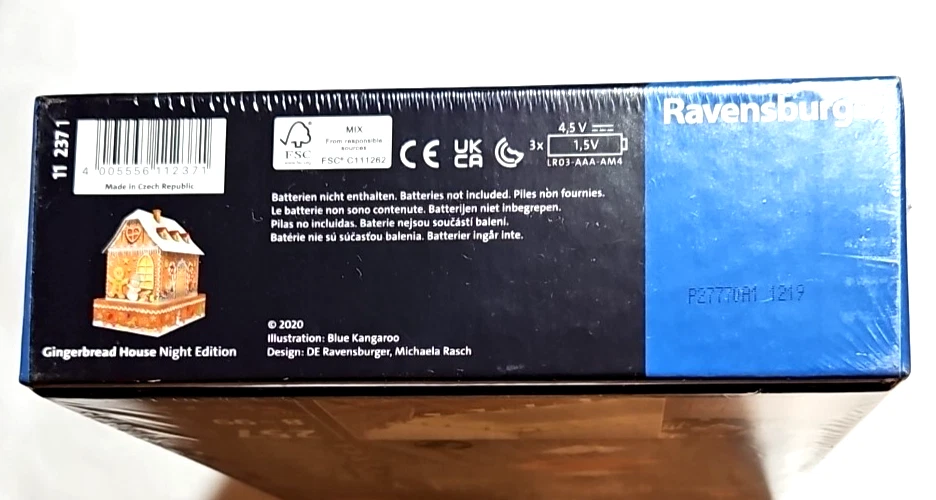 11 2371
4 005556 112371
Made in Czech Republic
Gingerbread House Night Edition
FSC
MIX
From responsible
sources
FSC® C111262
CE
UK
CA
4,5 V
3x
1,5V
LR03-AAA-AM4
Batterien nicht enthalten. Batteries not included. Piles non fournies.
Le batterie non sono contenute. Batterijen niet inbegrepen.
Pilas no incluidas. Baterie nejsou součástí balení.
Batérie nie sú súčasťou balenia. Batterier ingår inte.
© 2020
Illustration: Blue Kangaroo
Design: DE Ravensburger, Michaela Rasch
Ravensburger
P27770A1 1219